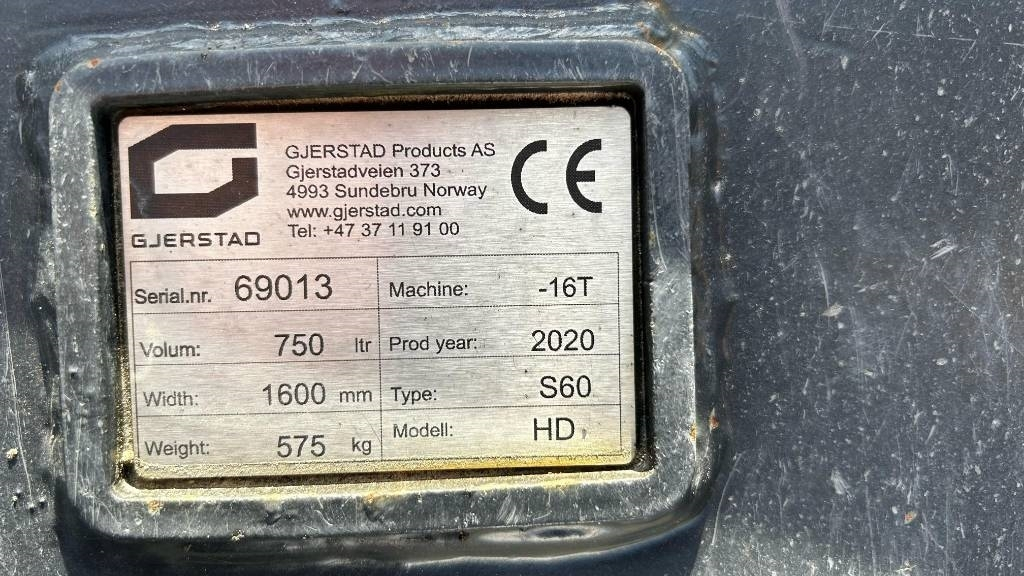 GJERSTAD
GJERSTAD Products AS
Gjerstadveien 373
4993 Sundebru Norway
www.gjerstad.com
Tel: +47 37 11 91 00
CE
Serial.nr. 69013 Machine: -16T
Volum: 750 ltr Prod year: 2020
Width: 1600 mm Type: S60
Weight: 575 kg Modell: HD